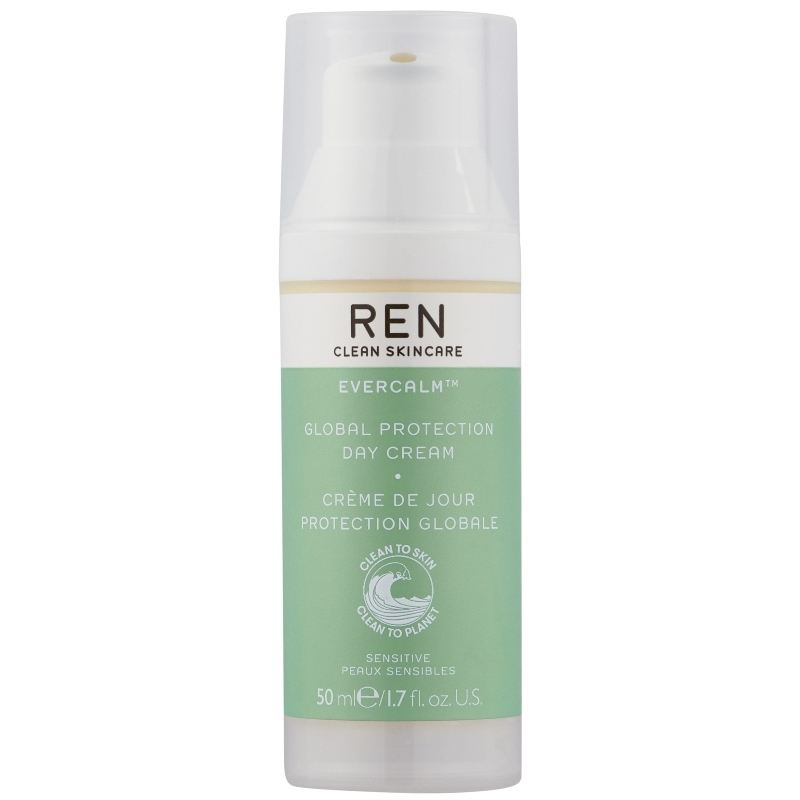 REN
CLEAN SKINCARE
EVERCALM™
GLOBAL PROTECTION
DAY CREAM
•
CRÈME DE JOUR
PROTECTION GLOBALE
CLEAN TO SKIN
CLEAN TO PLANET
SENSITIVE
PEAUX SENSIBLES
50 ml℮/1.7 fl. oz. U.S.